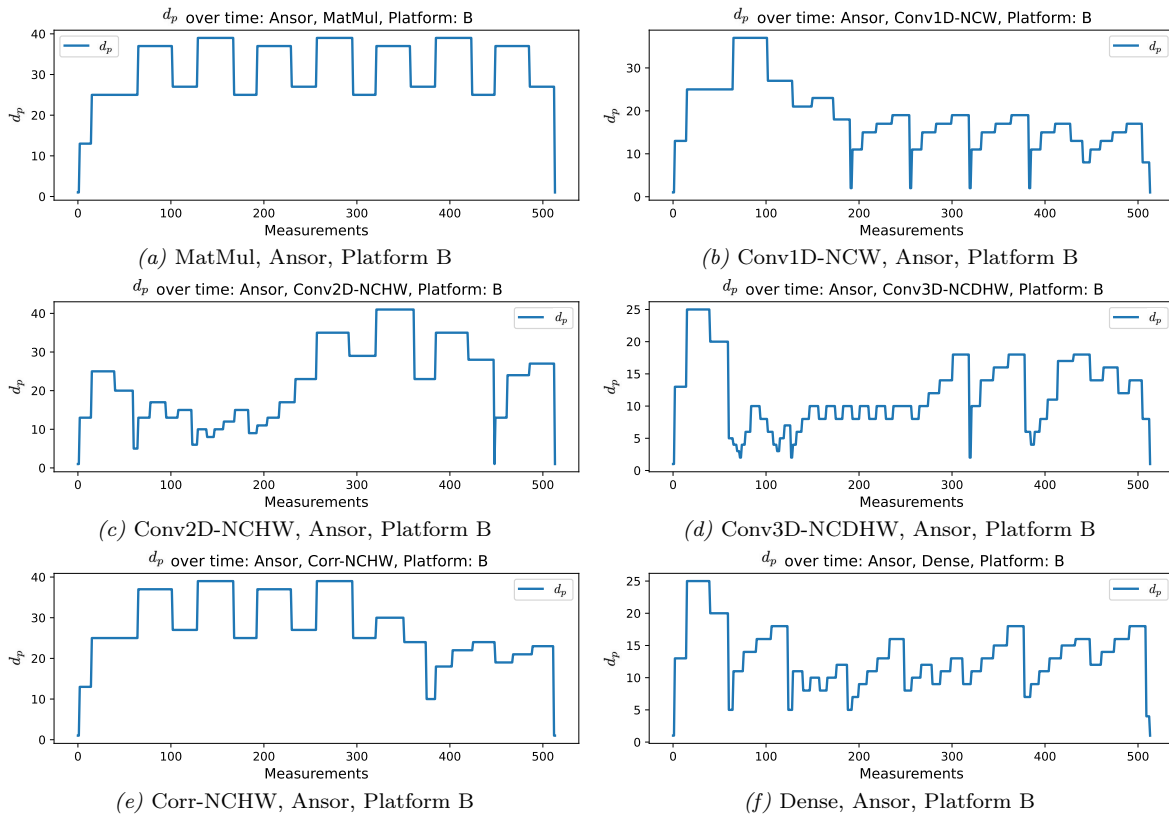 d_p over time: Ansor, MatMul, Platform: B
40
30
20
10
0
d_p
d_p
0 100 200 300 400 500
Measurements
(a) MatMul, Ansor, Platform B
d_p over time: Ansor, Conv1D-NCW, Platform: B
30
20
10
0
d_p
d_p
0 100 200 300 400 500
Measurements
(b) Conv1D-NCW, Ansor, Platform B
d_p over time: Ansor, Conv2D-NCHW, Platform: B
40
30
20
10
0
d_p
d_p
0 100 200 300 400 500
Measurements
(c) Conv2D-NCHW, Ansor, Platform B
d_p over time: Ansor, Conv3D-NCDHW, Platform: B
25
20
15
10
5
0
d_p
d_p
0 100 200 300 400 500
Measurements
(d) Conv3D-NCDHW, Ansor, Platform B
d_p over time: Ansor, Corr-NCHW, Platform: B
40
30
20
10
0
d_p
d_p
0 100 200 300 400 500
Measurements
(e) Corr-NCHW, Ansor, Platform B
d_p over time: Ansor, Dense, Platform: B
25
20
15
10
5
0
d_p
d_p
0 100 200 300 400 500
Measurements
(f) Dense, Ansor, Platform B